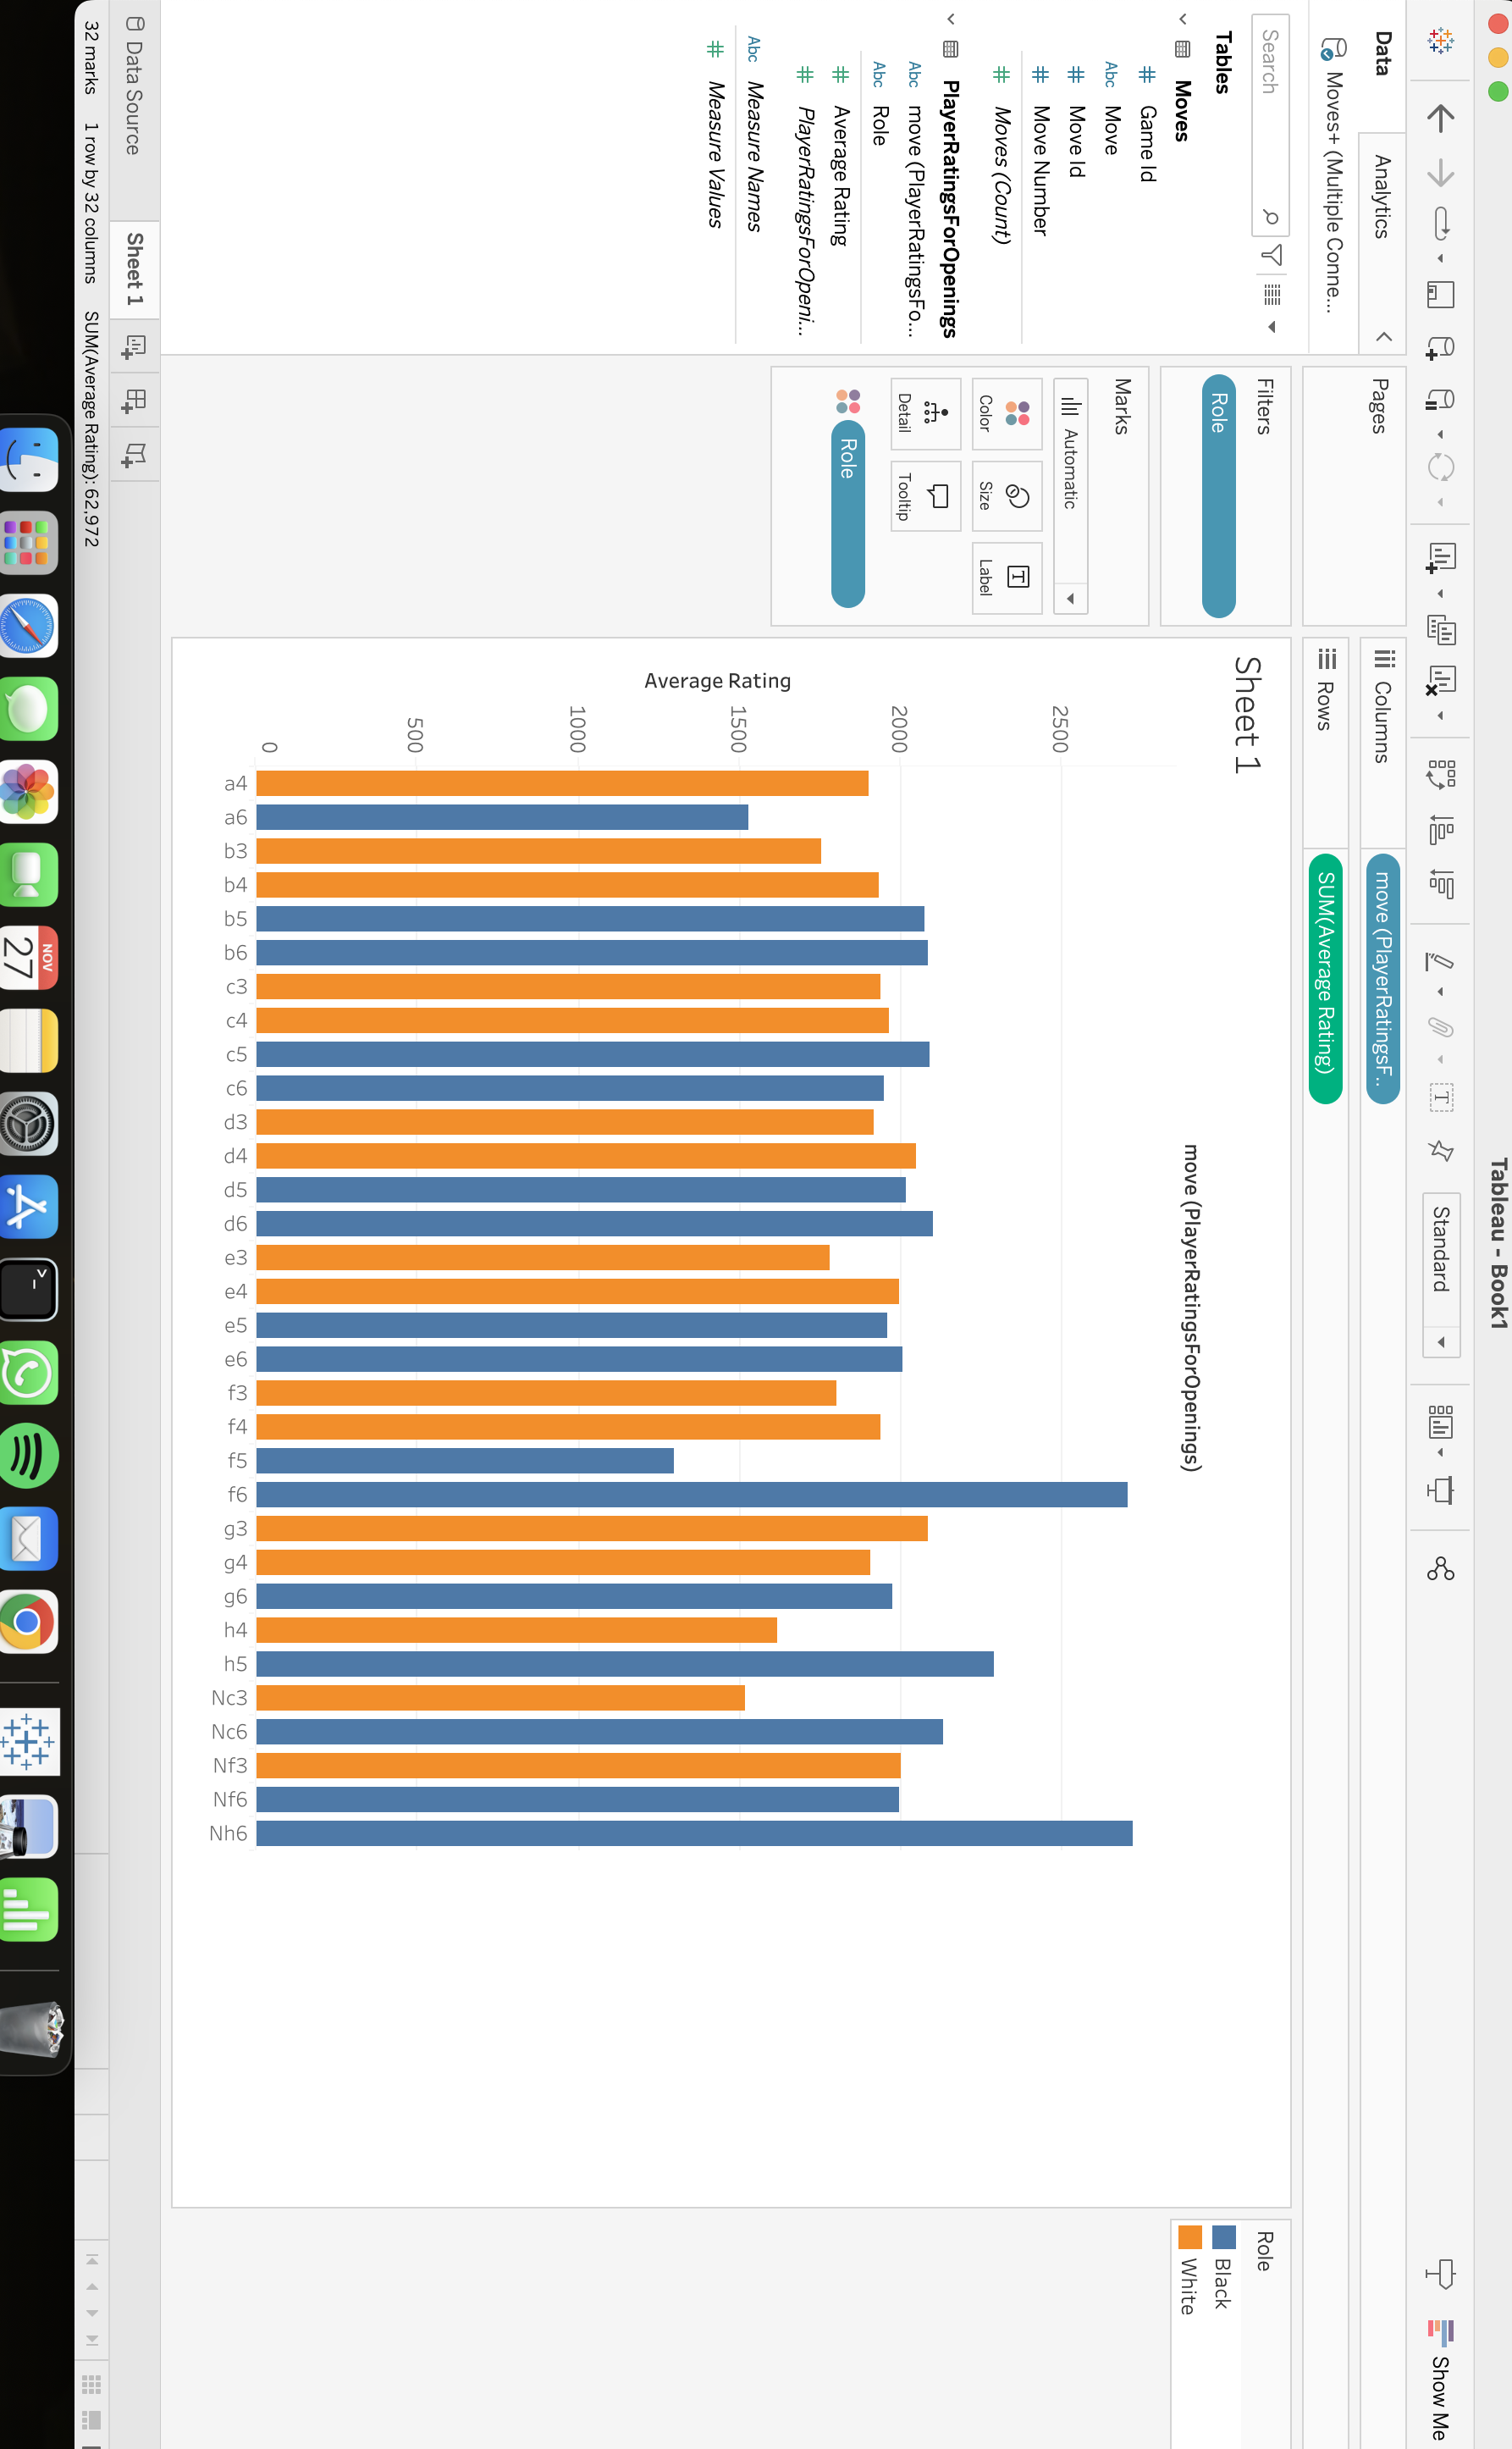 Tableau - Book1
Standard
Show Me
Data
Analytics
Pages
Columns
move (PlayerRatingsF..
Moves+ (Multiple Conne...
Rows
SUM(Average Rating)
Search
Filters
Role
Tables
Moves
Game Id
Move
Move Id
Move Number
Moves (Count)
PlayerRatingsForOpenings
move (PlayerRatingsFo...
Role
Average Rating
PlayerRatingsForOpeni...
Measure Names
Measure Values
Abc
Abc
Abc
Abc
Marks
Automatic
Color
Size
Label
Detail
Tooltip
Role
Sheet 1
move (PlayerRatingsForOpenings)
2500
2000
1500
1000
500
0
Average Rating
a4 a6 b3 b4 b5 b6 c3 c4 c5 c6 d3 d4 d5 d6 e3 e4 e5 e6 f3 f4 f5 f6 g3 g4 g6 h4 h5 Nc3 Nc6 Nf3 Nf6 Nh6
Role
Black
White
Data Source
Sheet 1
32 marks 1 row by 32 columns SUM(Average Rating): 62,972
NOV
27